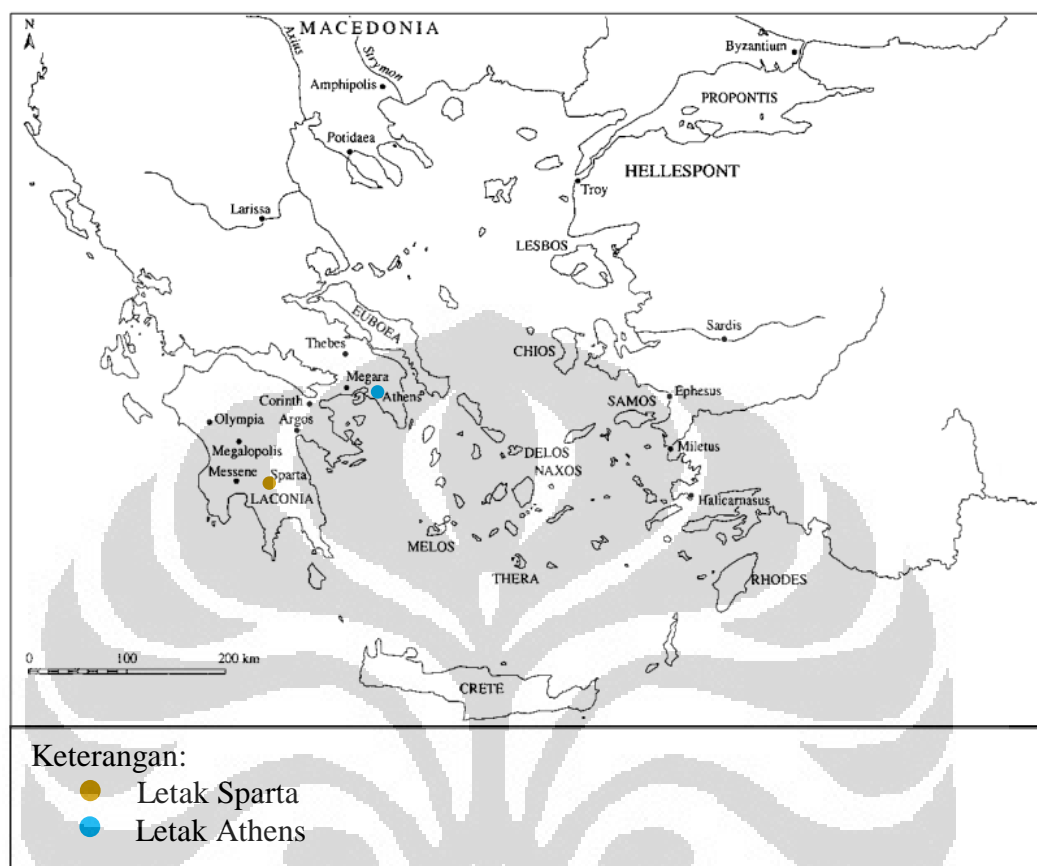 N
MACEDONIA
Axius
Strymon
Byzantium
Amphipolis
PROPONTIS
Potidaea
HELLESPONT
Troy
Larissa
LESBOS
EUBOEA
Sardis
Thebes
CHIOS
Megara
Athens
Ephesus
Corinth
SAMOS
Olympia
Argos
Megalopolis
DELOS
Miletus
Messene
Sparta
NAXOS
LACONIA
Halicarnasus
MELOS
THERA
RHODES
0 100 200 km
CRETE
Keterangan:
Letak Sparta
Letak Athens